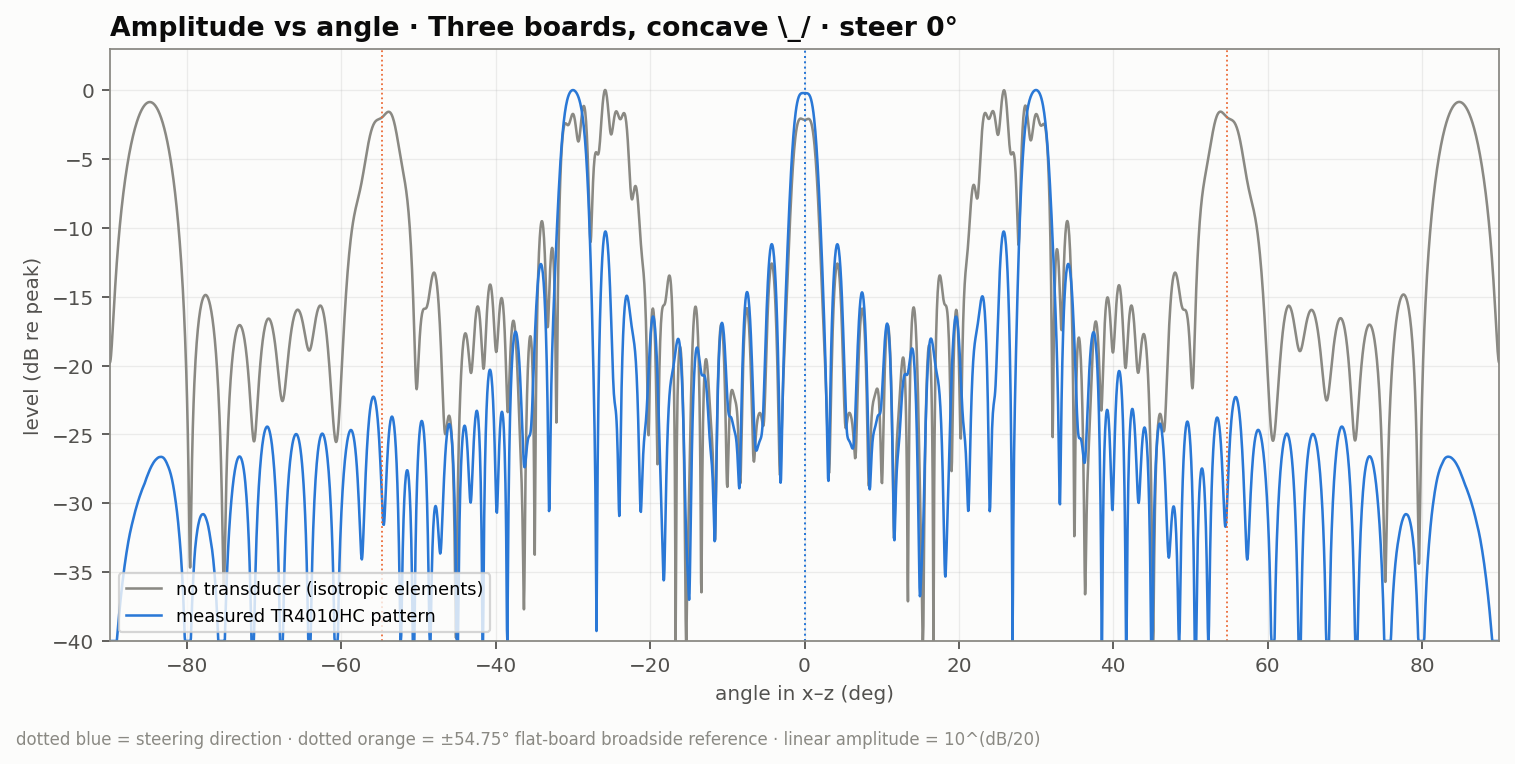 Amplitude vs angle · Three boards, concave \_/ · steer 0°
level (dB re peak)
0
−5
−10
−15
−20
−25
−30
−35
−40
no transducer (isotropic elements)
measured TR4010HC pattern
−80 −60 −40 −20 0 20 40 60 80
angle in x–z (deg)
dotted blue = steering direction · dotted orange = ±54.75° flat-board broadside reference · linear amplitude = 10^(dB/20)